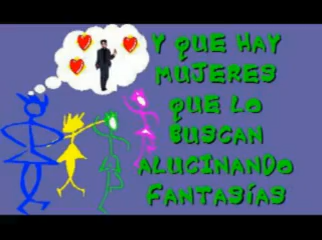 Y QUE HAY
MUJERES
QUE LO
BUSCAN
ALUCINANDO
FANTASÍAS